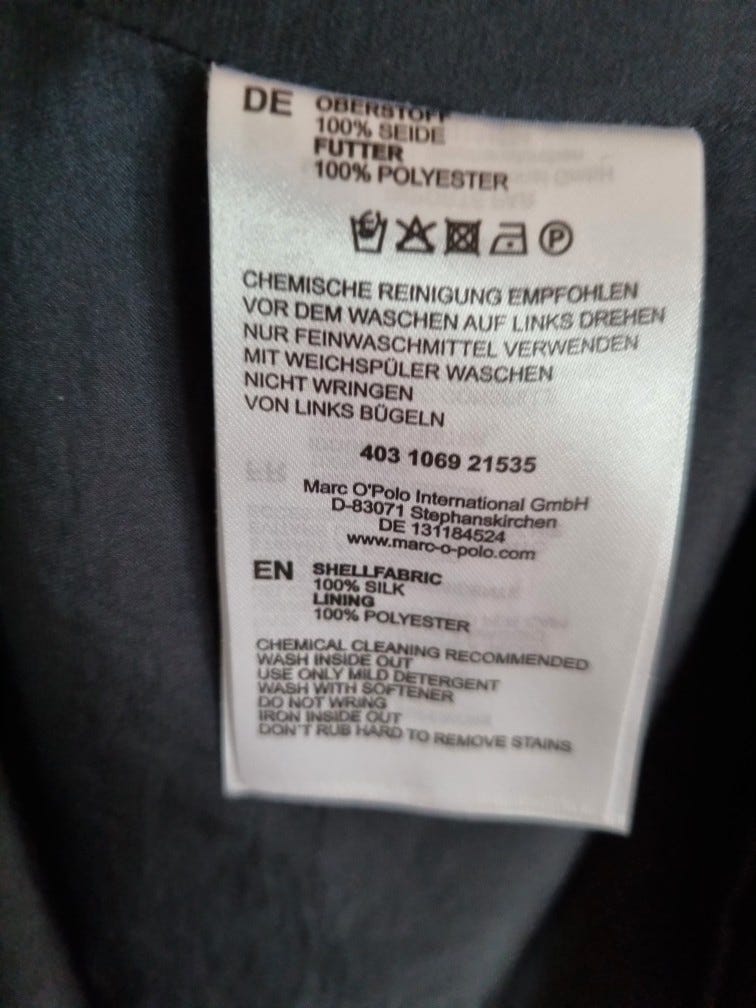 DE OBERSTOFF
100% SEIDE
FUTTER
100% POLYESTER
P
CHEMISCHE REINIGUNG EMPFOHLEN
VOR DEM WASCHEN AUF LINKS DREHEN
NUR FEINWASCHMITTEL VERWENDEN
MIT WEICHSPÜLER WASCHEN
NICHT WRINGEN
VON LINKS BÜGELN
403 1069 21535
Marc O'Polo International GmbH
D-83071 Stephanskirchen
DE 131184524
www.marc-o-polo.com
EN SHELLFABRIC
100% SILK
LINING
100% POLYESTER
CHEMICAL CLEANING RECOMMENDED
WASH INSIDE OUT
USE ONLY MILD DETERGENT
WASH WITH SOFTENER
DO NOT WRING
IRON INSIDE OUT
DON'T RUB HARD TO REMOVE STAINS